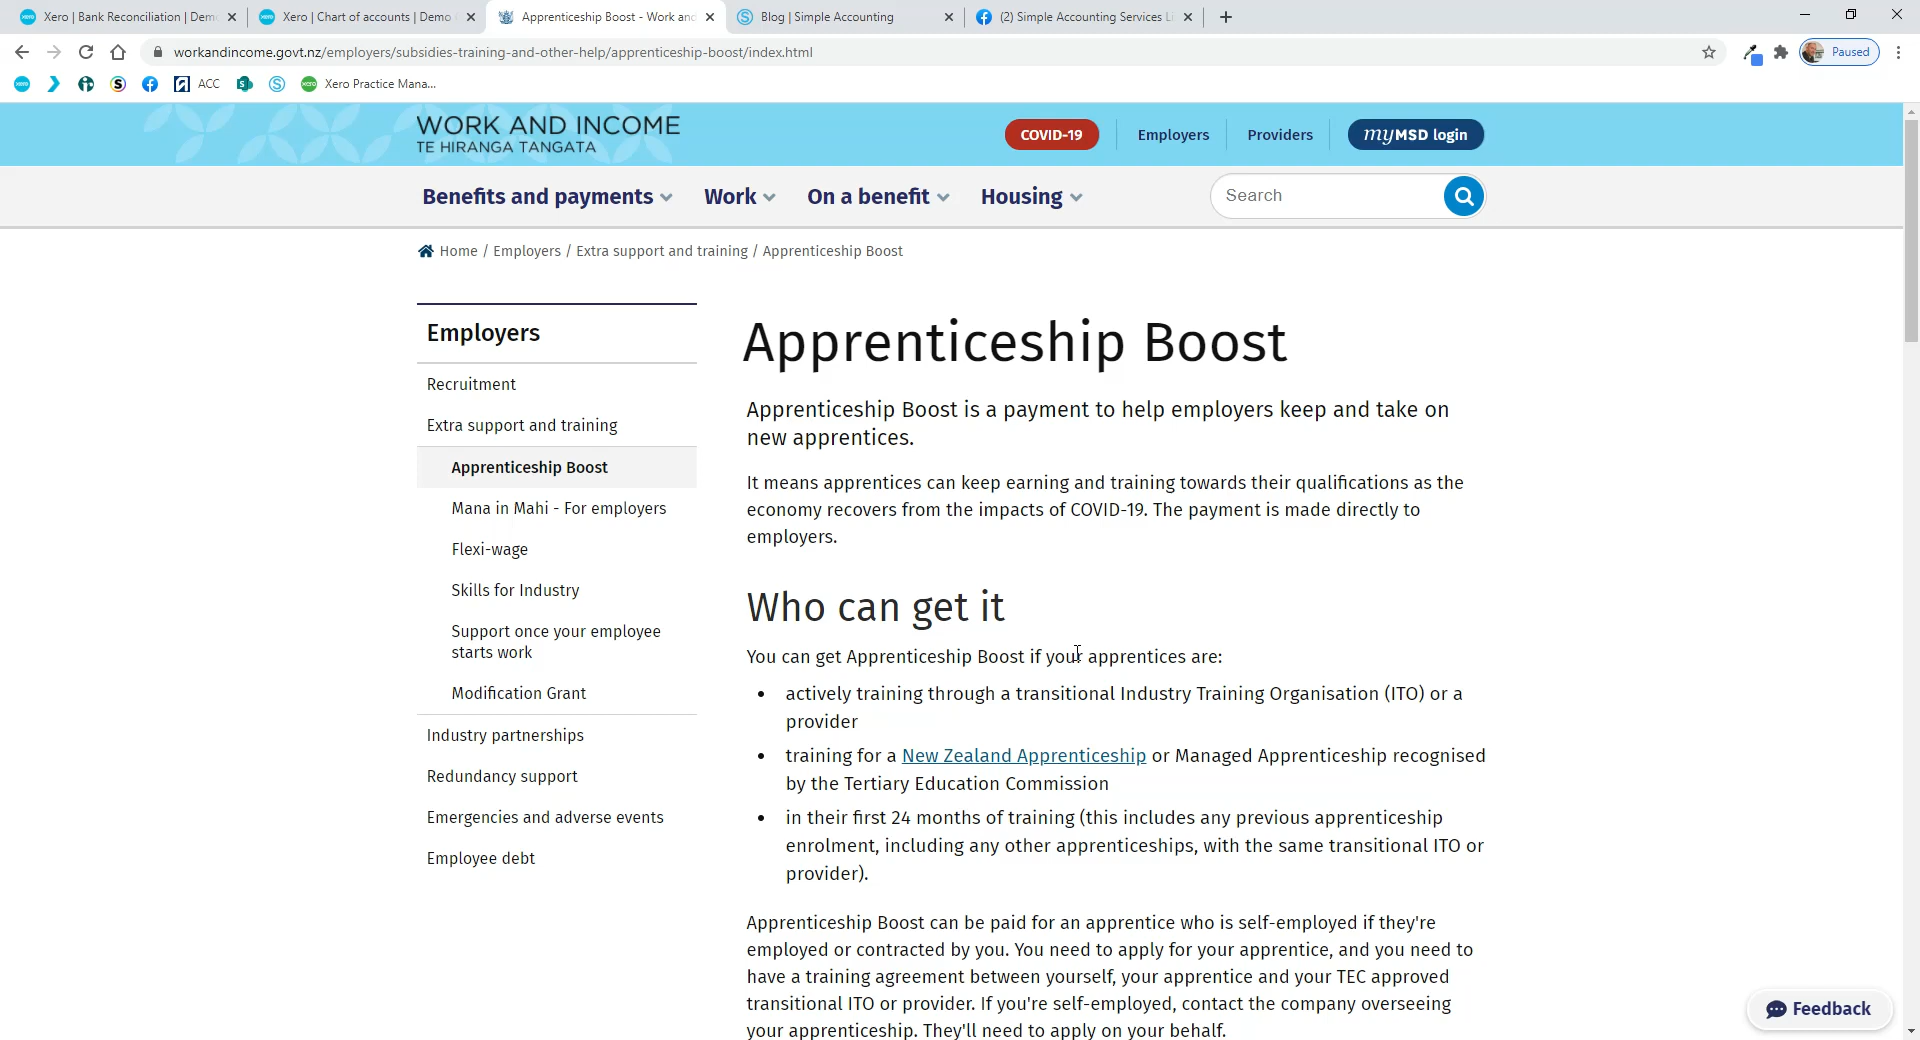 Xero | Bank Reconciliation | Dem
Xero | Chart of accounts | Demo
Apprenticeship Boost - Work and
Blog | Simple Accounting
(2) Simple Accounting Services Li
workandincome.govt.nz/employers/subsidies-training-and-other-help/apprenticeship-boost/index.html
Paused
ACC
Xero Practice Mana...
WORK AND INCOME
TE HIRANGA TANGATA
COVID-19
Employers
Providers
myMSD login
Benefits and payments
Work
On a benefit
Housing
Search
Home / Employers / Extra support and training / Apprenticeship Boost
Employers
Recruitment
Extra support and training
Apprenticeship Boost
Mana in Mahi - For employers
Flexi-wage
Skills for Industry
Support once your employee
starts work
Modification Grant
Industry partnerships
Redundancy support
Emergencies and adverse events
Employee debt
Apprenticeship Boost
Apprenticeship Boost is a payment to help employers keep and take on
new apprentices.
It means apprentices can keep earning and training towards their qualifications as the
economy recovers from the impacts of COVID-19. The payment is made directly to
employers.
Who can get it
You can get Apprenticeship Boost if your apprentices are:
• actively training through a transitional Industry Training Organisation (ITO) or a
provider
• training for a New Zealand Apprenticeship or Managed Apprenticeship recognised
by the Tertiary Education Commission
• in their first 24 months of training (this includes any previous apprenticeship
enrolment, including any other apprenticeships, with the same transitional ITO or
provider).
Apprenticeship Boost can be paid for an apprentice who is self-employed if they're
employed or contracted by you. You need to apply for your apprentice, and you need to
have a training agreement between yourself, your apprentice and your TEC approved
transitional ITO or provider. If you're self-employed, contact the company overseeing
your apprenticeship. They'll need to apply on your behalf.
Feedback